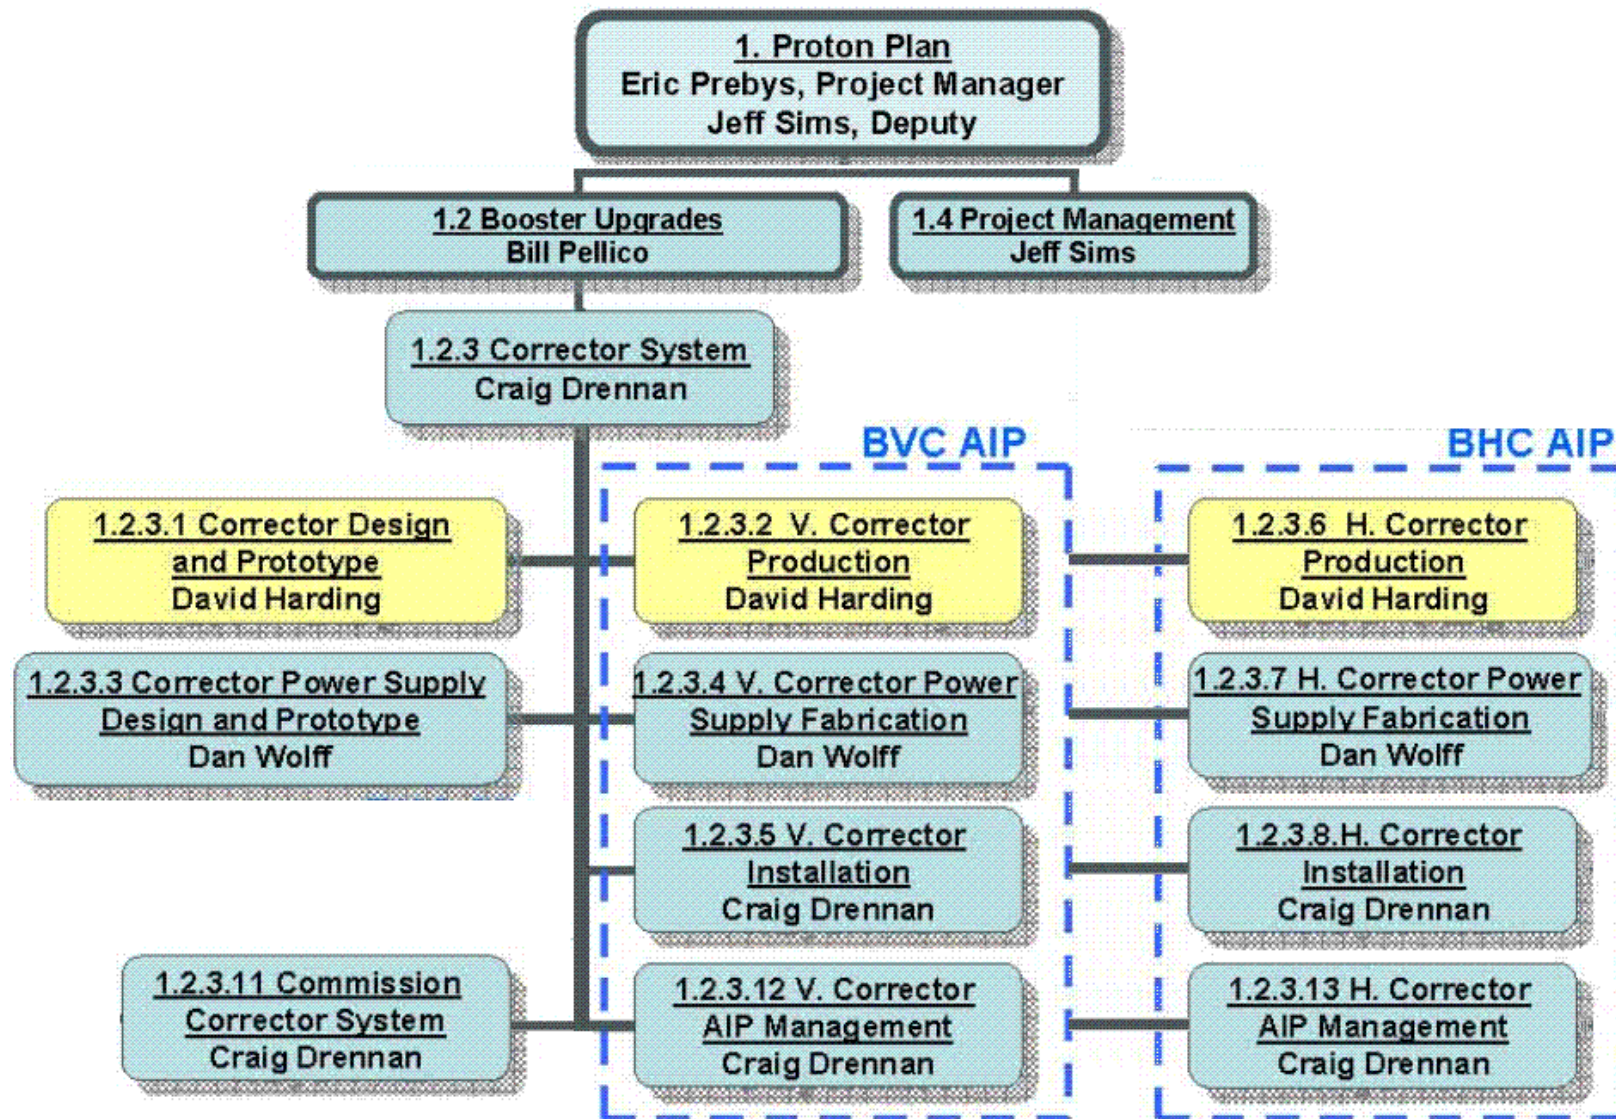 1. Proton Plan
Eric Prebys, Project Manager
Jeff Sims, Deputy
1.2 Booster Upgrades
Bill Pellico
1.4 Project Management
Jeff Sims
1.2.3 Corrector System
Craig Drennan
BVC AIP
BHC AIP
1.2.3.1 Corrector Design
and Prototype
David Harding
1.2.3.2 V. Corrector
Production
David Harding
1.2.3.6 H. Corrector
Production
David Harding
1.2.3.3 Corrector Power Supply
Design and Prototype
Dan Wolff
1.2.3.4 V. Corrector Power
Supply Fabrication
Dan Wolff
1.2.3.7 H. Corrector Power
Supply Fabrication
Dan Wolff
1.2.3.5 V. Corrector
Installation
Craig Drennan
1.2.3.8.H. Corrector
Installation
Craig Drennan
1.2.3.11 Commission
Corrector System
Craig Drennan
1.2.3.12 V. Corrector
AIP Management
Craig Drennan
1.2.3.13 H. Corrector
AIP Management
Craig Drennan